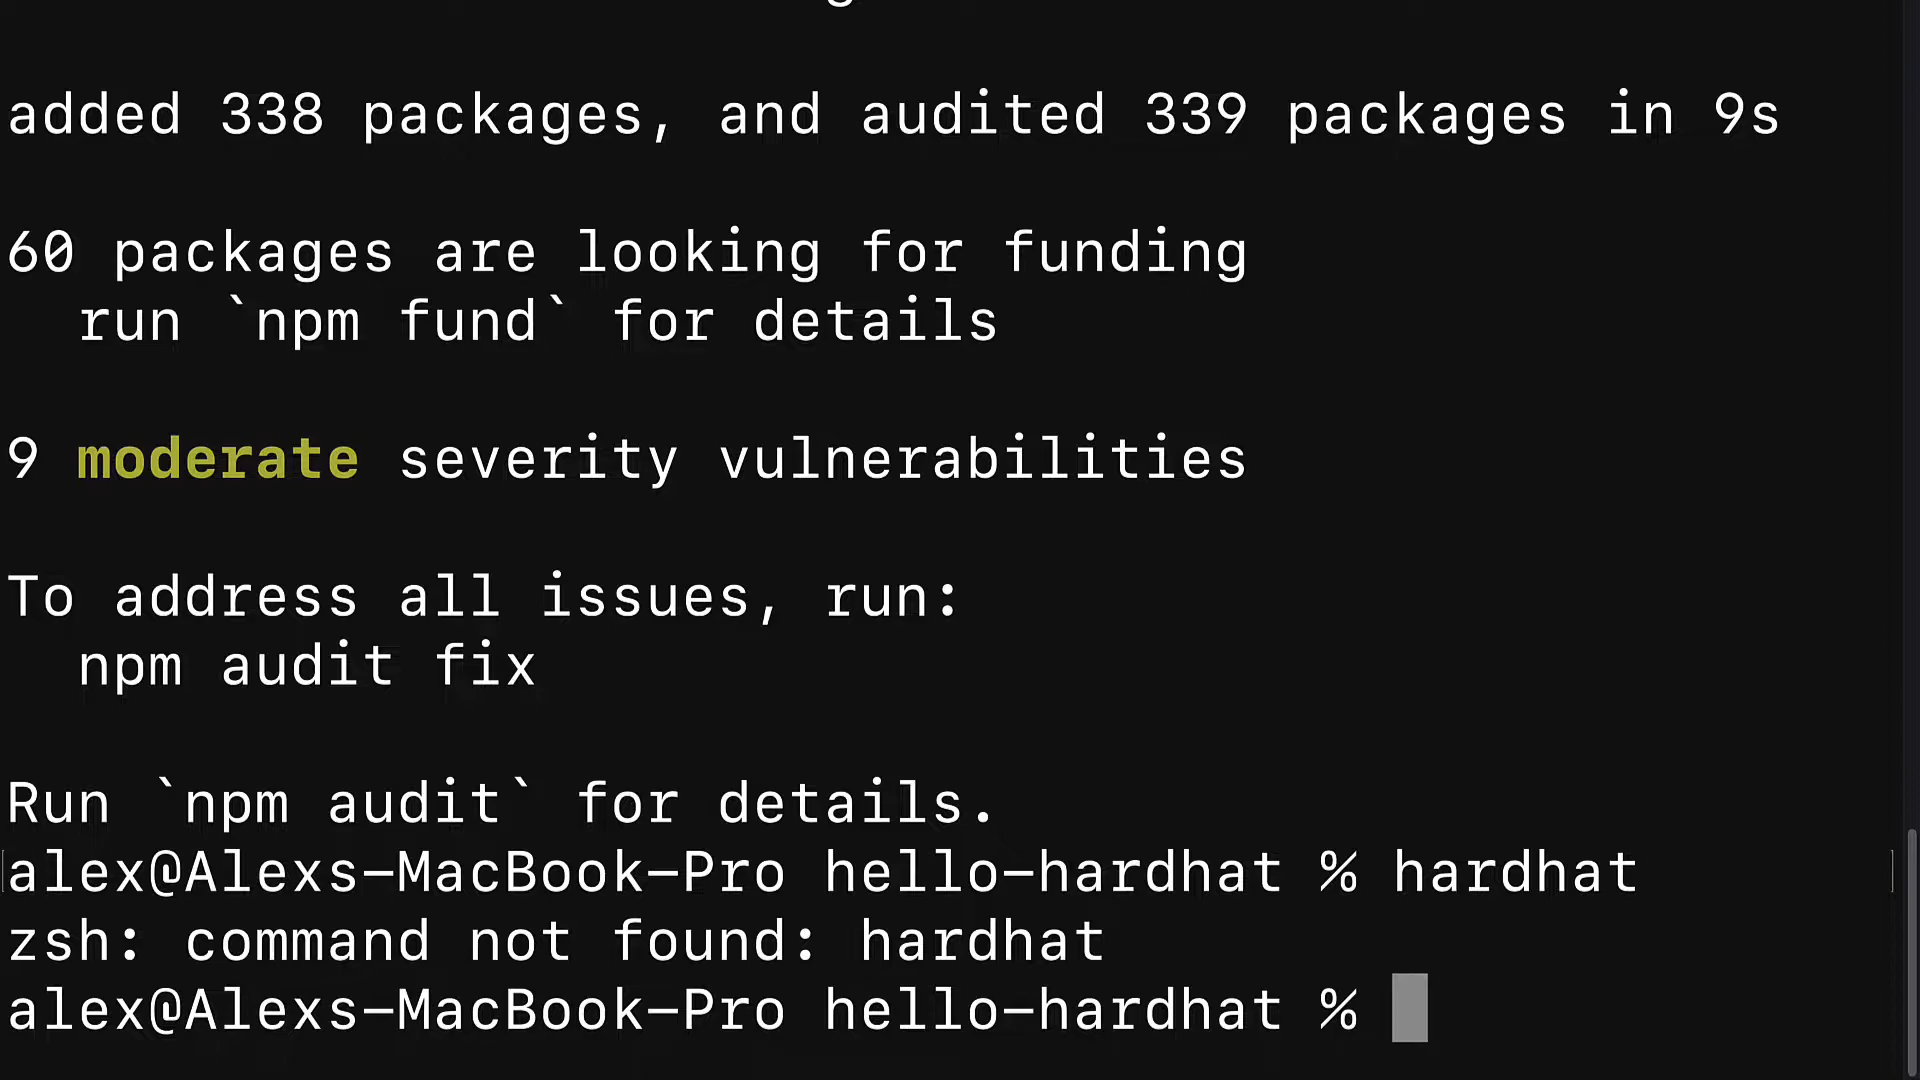 added 338 packages, and audited 339 packages in 9s
60 packages are looking for funding
  run `npm fund` for details
9 moderate severity vulnerabilities
To address all issues, run:
  npm audit fix
Run `npm audit` for details.
alex@Alexs-MacBook-Pro hello-hardhat % hardhat
zsh: command not found: hardhat
alex@Alexs-MacBook-Pro hello-hardhat %